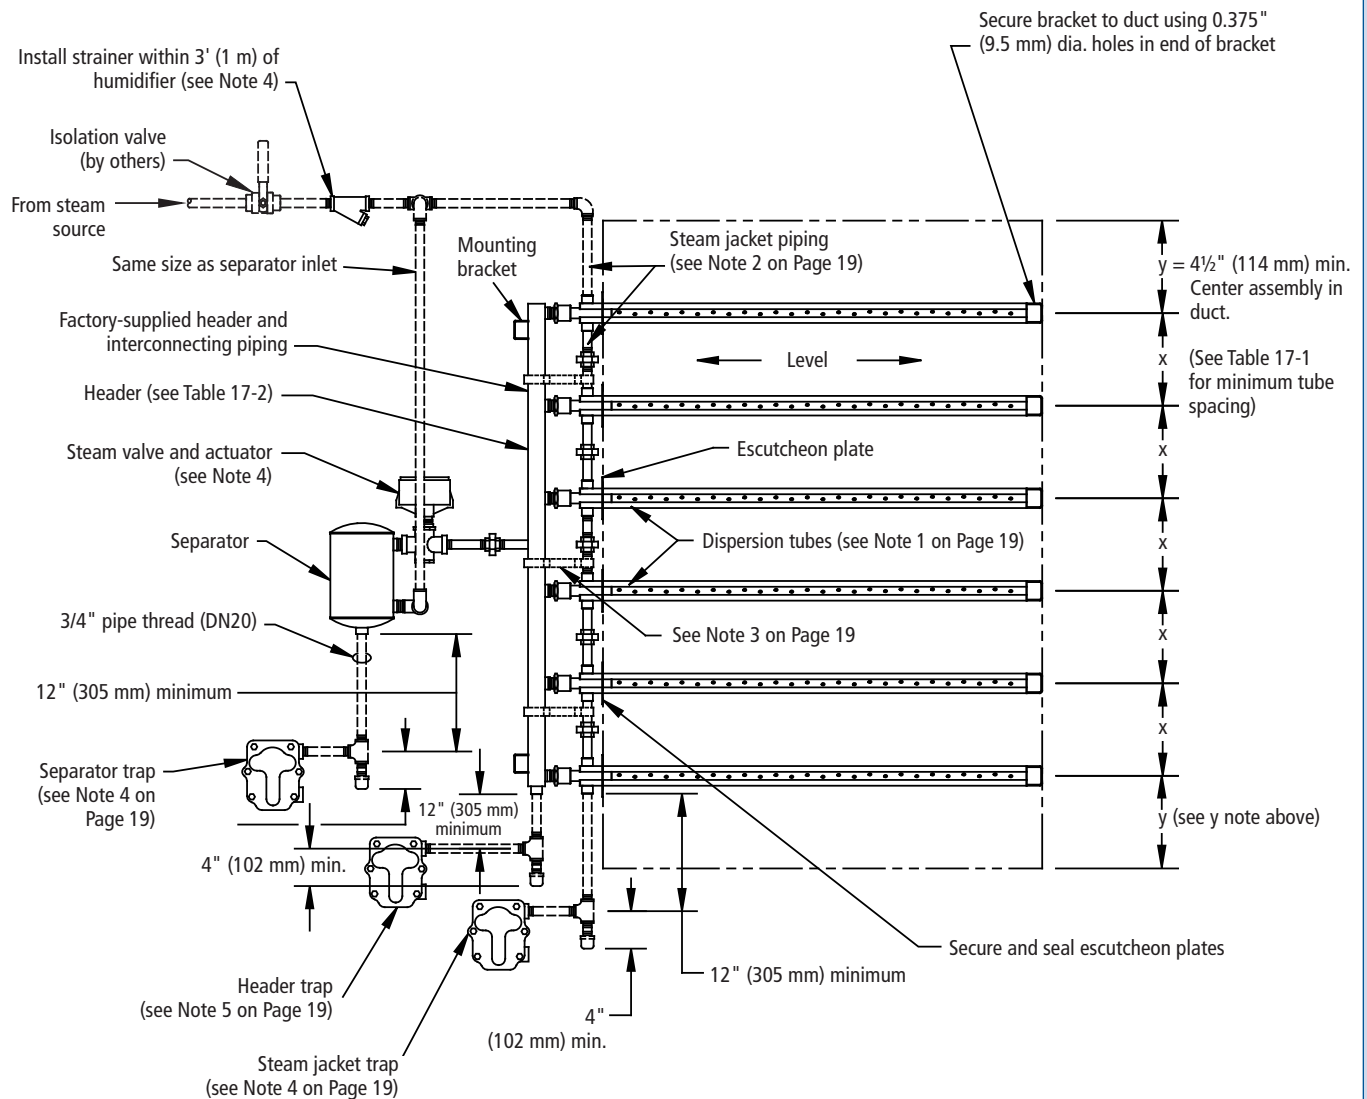 Secure bracket to duct using 0.375"
(9.5 mm) dia. holes in end of bracket
Install strainer within 3' (1 m) of
humidifier (see Note 4)
Isolation valve
(by others)
From steam
source
Same size as separator inlet
Mounting
bracket
Steam jacket piping
(see Note 2 on Page 19)
y = 4½" (114 mm) min.
Center assembly in
duct.
Factory-supplied header and
interconnecting piping
Level
x
(See Table 17-1
for minimum tube
spacing)
Header (see Table 17-2)
Steam valve and actuator
(see Note 4)
Escutcheon plate
x
Separator
Dispersion tubes (see Note 1 on Page 19)
x
3/4" pipe thread (DN20)
See Note 3 on Page 19
x
12" (305 mm) minimum
x
Separator trap
(see Note 4 on
Page 19)
12" (305 mm)
minimum
y (see y note above)
4" (102 mm) min.
Secure and seal escutcheon plates
12" (305 mm) minimum
Header trap
(see Note 5 on Page 19)
4"
(102 mm) min.
Steam jacket trap
(see Note 4 on Page 19)